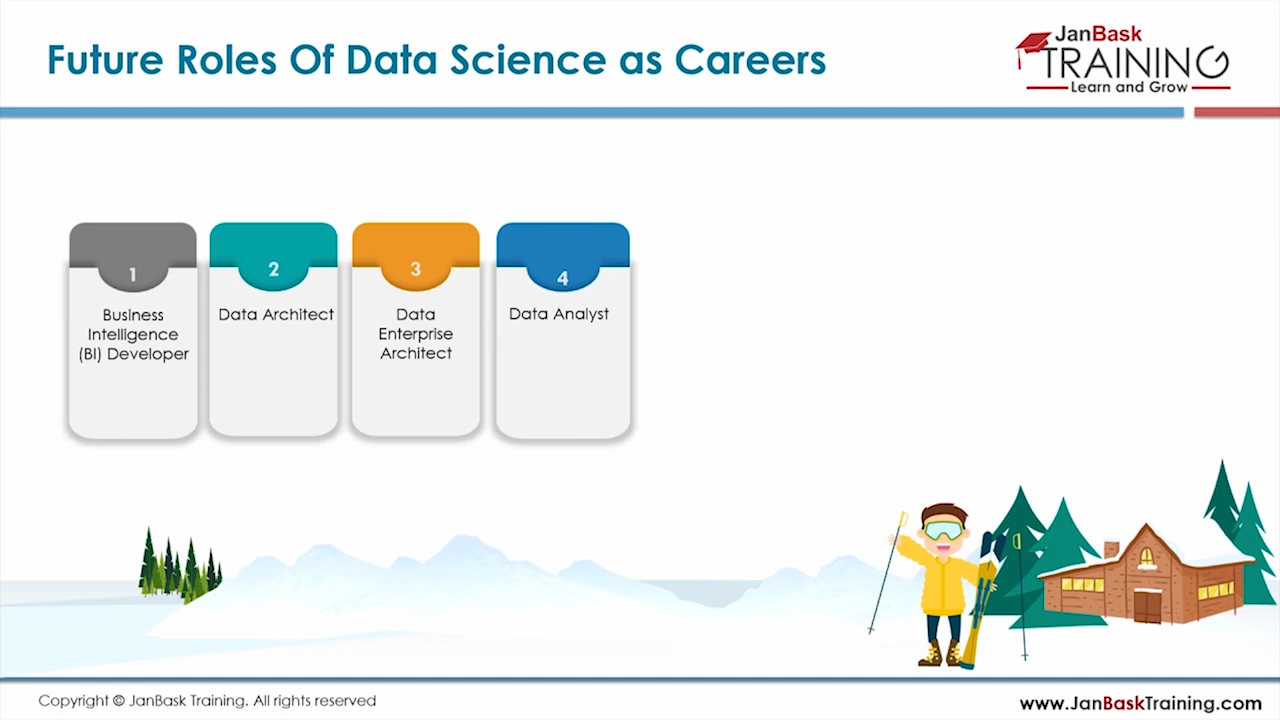 Future Roles Of Data Science as Careers
JanBask
TRAINING
Learn and Grow
1
Business
Intelligence
(BI) Developer
2
Data Architect
3
Data
Enterprise
Architect
4
Data Analyst
Copyright © JanBask Training. All rights reserved
www.JanBaskTraining.com